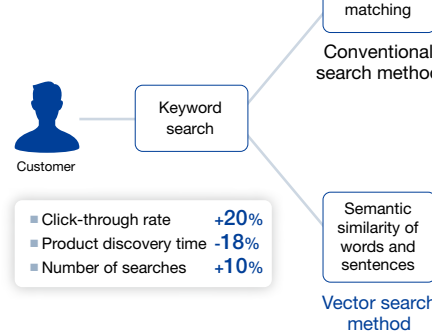 matching
Conventional
search method
Keyword
search
Customer
Click-through rate +20%
Product discovery time -18%
Number of searches +10%
Semantic
similarity of
words and
sentences
Vector search
method